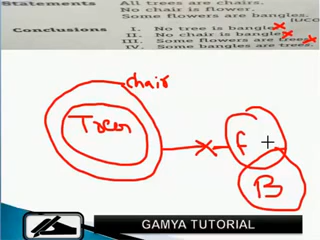 Statements All trees are chairs.
No chair is flower.
Some flowers are bangles.
[UCO
Conclusions I. No tree is bangle
II. No chair is bangle
III. Some flowers are trees
IV. Some bangles are trees.
chair
Trees
f
B
GAMYA TUTORIAL